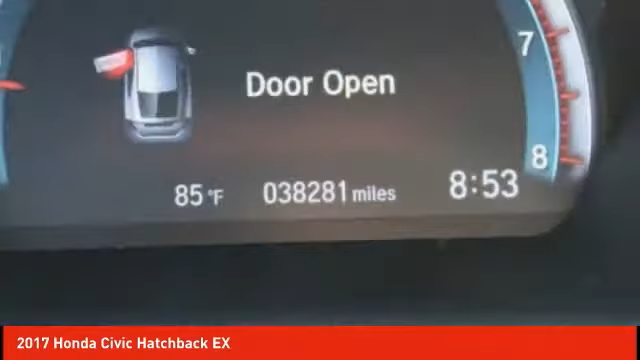 7
Door Open
8
85°F 038281 miles 8:53
2017 Honda Civic Hatchback EX